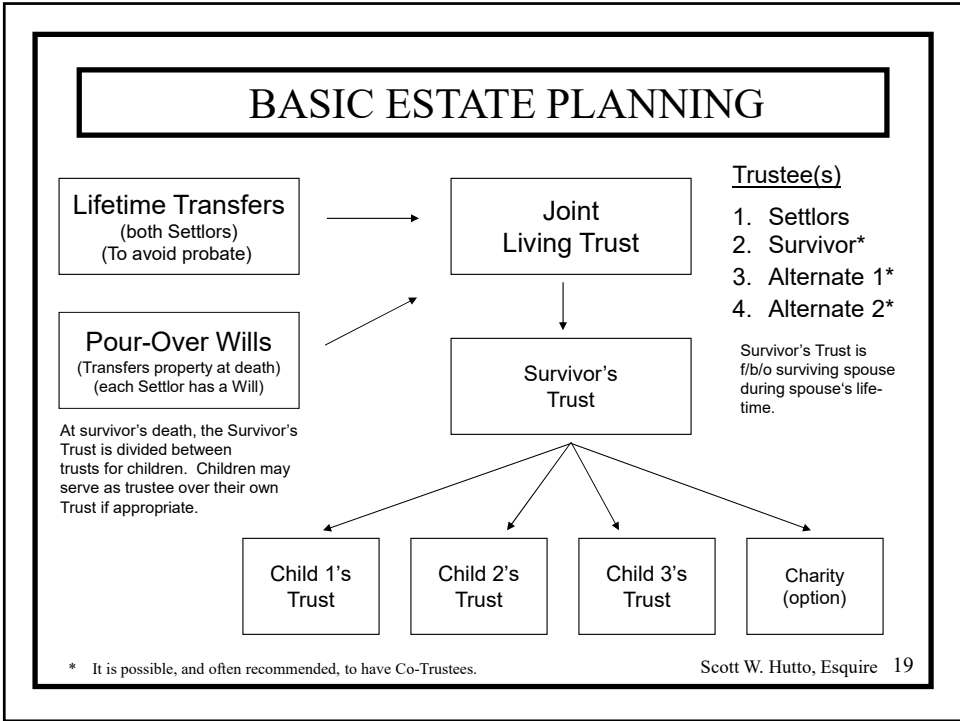 BASIC ESTATE PLANNING
Lifetime Transfers
(both Settlors)
(To avoid probate)
Joint
Living Trust
Trustee(s)
1. Settlors
2. Survivor*
3. Alternate 1*
4. Alternate 2*
Pour-Over Wills
(Transfers property at death)
(each Settlor has a Will)
Survivor’s
Trust
Survivor’s Trust is
f/b/o surviving spouse
during spouse‘s life-
time.
At survivor’s death, the Survivor’s
Trust is divided between
trusts for children. Children may
serve as trustee over their own
Trust if appropriate.
Child 1’s
Trust
Child 2’s
Trust
Child 3’s
Trust
Charity
(option)
* It is possible, and often recommended, to have Co-Trustees.
Scott W. Hutto, Esquire 19